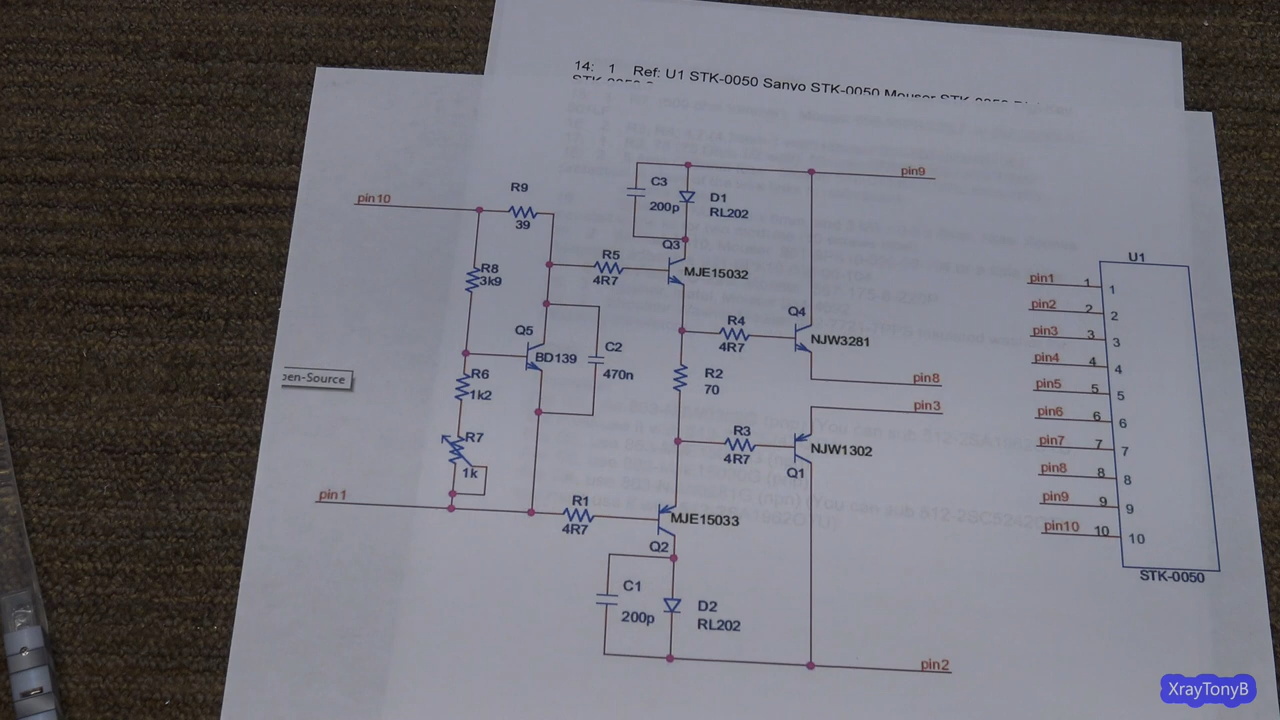 14: 1 Ref: U1 STK-0050 Sanyo STK-0050 Mouser STK-0050
pin10
R9
39
C3
200p
D1
RL202
pin9
R8
3k9
R5
4R7
Q3
MJE15032
Q5
BD139
C2
470n
R4
4R7
Q4
NJW3281
pin8
R6
1k2
R2
70
pin3
R7
1k
R3
4R7
NJW1302
Q1
pin1
R1
4R7
MJE15033
Q2
C1
200p
D2
RL202
pin2
pen-Source
U1
pin1 1 1
pin2 2 2
pin3 3 3
pin4 4 4
pin5 5 5
pin6 6 6
pin7 7 7
pin8 8 8
pin9 9 9
pin10 10 10
STK-0050
XrayTonyB